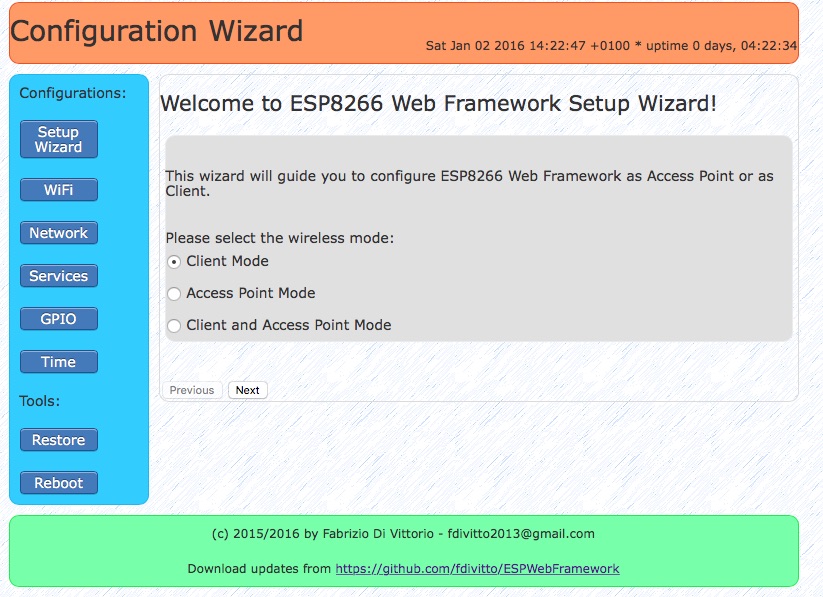 Configuration Wizard
Sat Jan 02 2016 14:22:47 +0100 * uptime 0 days, 04:22:34
Configurations:
Setup
Wizard
WiFi
Network
Services
GPIO
Time
Tools:
Restore
Reboot
Welcome to ESP8266 Web Framework Setup Wizard!
This wizard will guide you to configure ESP8266 Web Framework as Access Point or as
Client.
Please select the wireless mode:
Client Mode
Access Point Mode
Client and Access Point Mode
Previous Next
(c) 2015/2016 by Fabrizio Di Vittorio - fdivitto2013@gmail.com
Download updates from https://github.com/fdivitto/ESPWebFramework